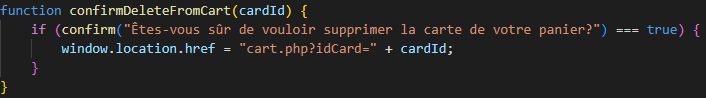 function confirmDeleteFromCart(cardId) {
    if (confirm("Êtes-vous sûr de vouloir supprimer la carte de votre panier?") === true) {
        window.location.href = "cart.php?idCard=" + cardId;
    }
}